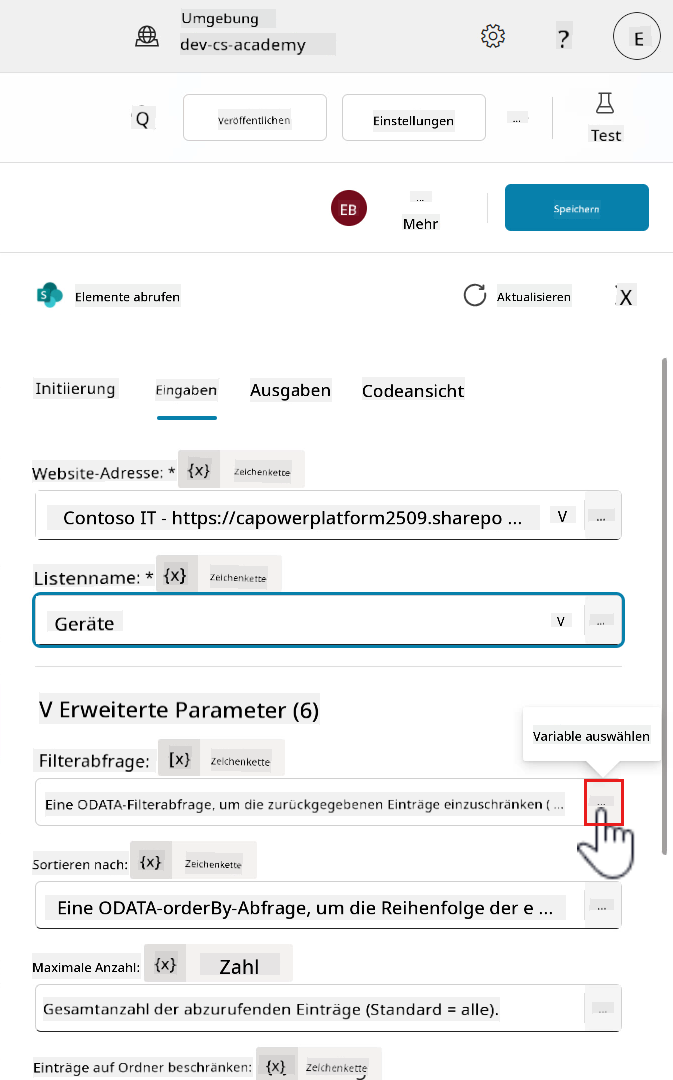 Umgebung
dev-cs-academy
?
E
Q
Veröffentlichen
Einstellungen
...
Test
EB
...
Mehr
Speichern
S
Elemente abrufen
Aktualisieren
X
Initiierung
Eingaben
Ausgaben
Codeansicht
Website-Adresse: *
{x}
Zeichenkette
Contoso IT - https://capowerplatform2509.sharepo ...
V
...
Listenname: *
{x}
Zeichenkette
Geräte
V
...
V Erweiterte Parameter (6)
Variable auswählen
Filterabfrage:
[x}
Zeichenkette
Eine ODATA-Filterabfrage, um die zurückgegebenen Einträge einzuschränken ( ...
...
Sortieren nach:
{x}
Zeichenkette
Eine ODATA-orderBy-Abfrage, um die Reihenfolge der e ...
...
Maximale Anzahl:
{x}
Zahl
Gesamtanzahl der abzurufenden Einträge (Standard = alle).
...
Einträge auf Ordner beschränken:
{x}
Zeichenkette